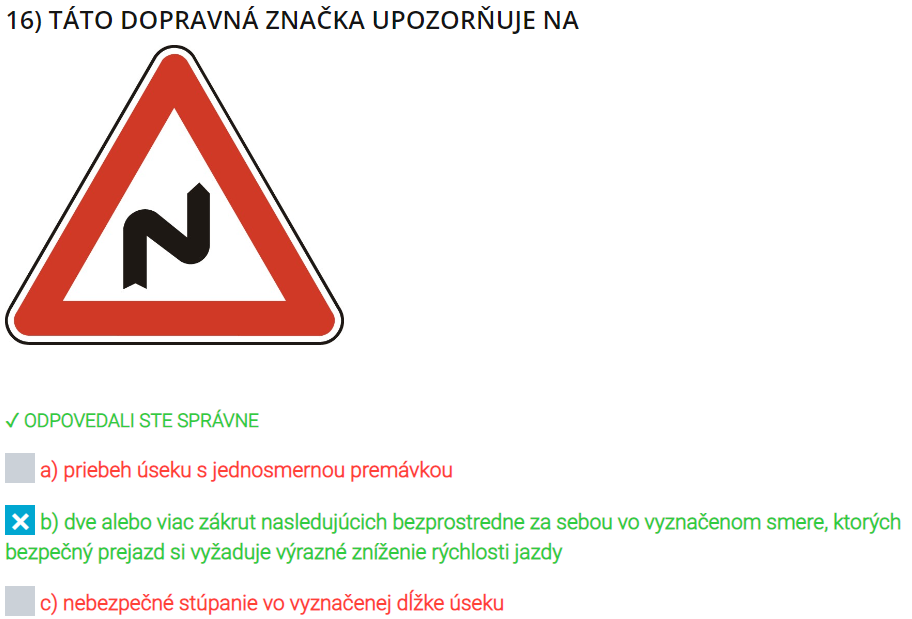 16) TÁTO DOPRAVNÁ ZNAČKA UPOZORŇUJE NA
✓ ODPOVEDALI STE SPRÁVNE
a) priebeh úseku s jednosmernou premávkou
b) dve alebo viac zákrut nasledujúcich bezprostredne za sebou vo vyznačenom smere, ktorých
bezpečný prejazd si vyžaduje výrazné zníženie rýchlosti jazdy
c) nebezpečné stúpanie vo vyznačenej dĺžke úseku